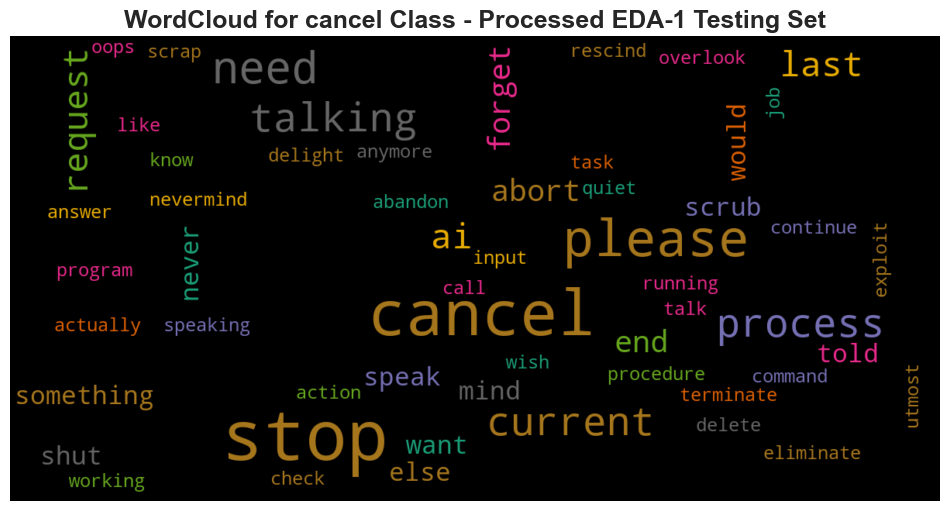 WordCloud for cancel Class - Processed EDA-1 Testing Set
oops
scrap
need
request
forget
rescind
overlook
last
job
like
talking
would
know
delight
anymore
task
answer
nevermind
abandon
abort
quiet
scrub
continue
never
ai
input
please
exploit
program
call
running
talk
actually
speaking
cancel
process
end
told
wish
speak
procedure
command
something
action
mind
terminate
utmost
stop
current
delete
shut
want
eliminate
working
check
else